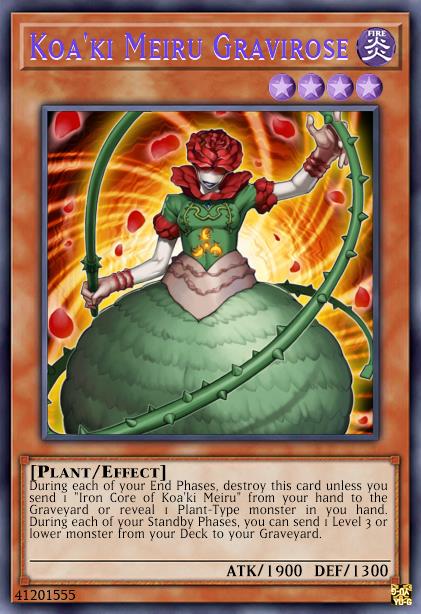 Koa'ki Meiru Gravirose
FIRE
炎
[Plant/Effect]
During each of your End Phases, destroy this card unless you
send 1 "Iron Core of Koa'ki Meiru" from your hand to the
Graveyard or reveal 1 Plant-Type monster in you hand.
During each of your Standby Phases, you can send 1 Level 3 or
lower monster from your Deck to your Graveyard.
ATK/1900 DEF/1300
41201555